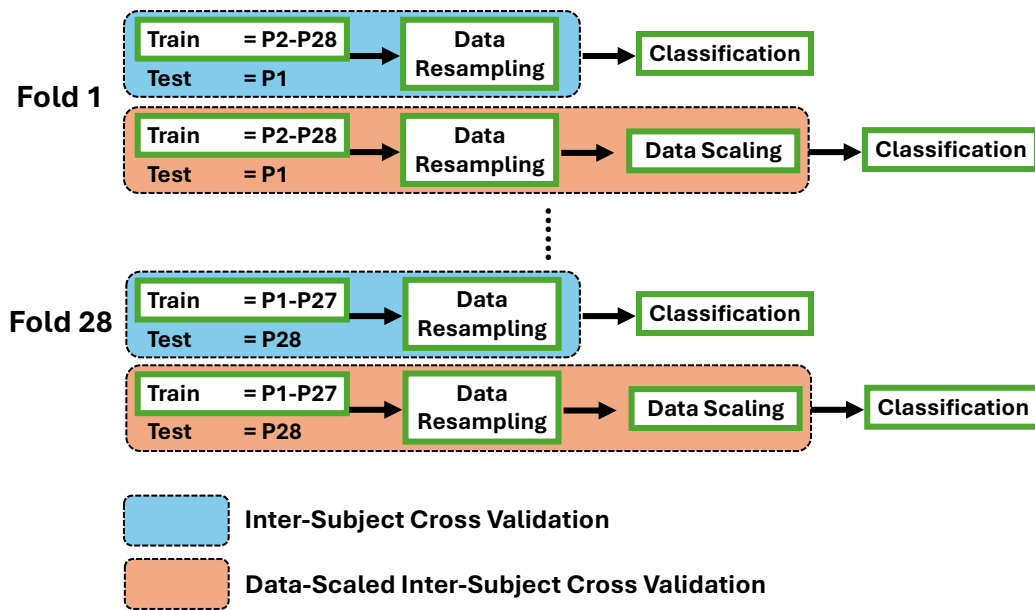 Fold 1
Train = P2-P28
Test = P1
Data
Resampling
Classification
Train = P2-P28
Test = P1
Data
Resampling
Data Scaling
Classification
Fold 28
Train = P1-P27
Test = P28
Data
Resampling
Classification
Train = P1-P27
Test = P28
Data
Resampling
Data Scaling
Classification
Inter-Subject Cross Validation
Data-Scaled Inter-Subject Cross Validation